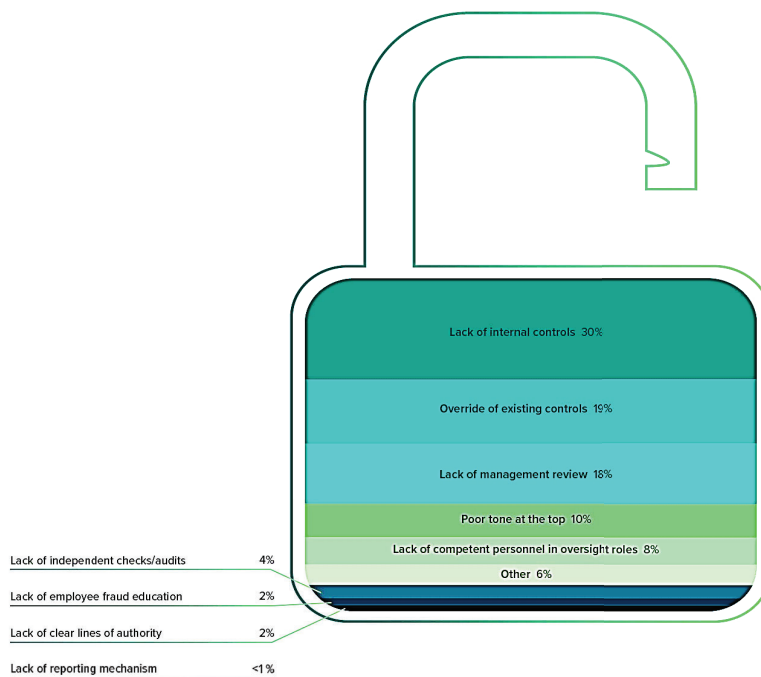 Lack of internal controls 30%
Override of existing controls 19%
Lack of management review 18%
Poor tone at the top 10%
Lack of competent personnel in oversight roles 8%
Other 6%
Lack of independent checks/audits 4%
Lack of employee fraud education 2%
Lack of clear lines of authority 2%
Lack of reporting mechanism <1%